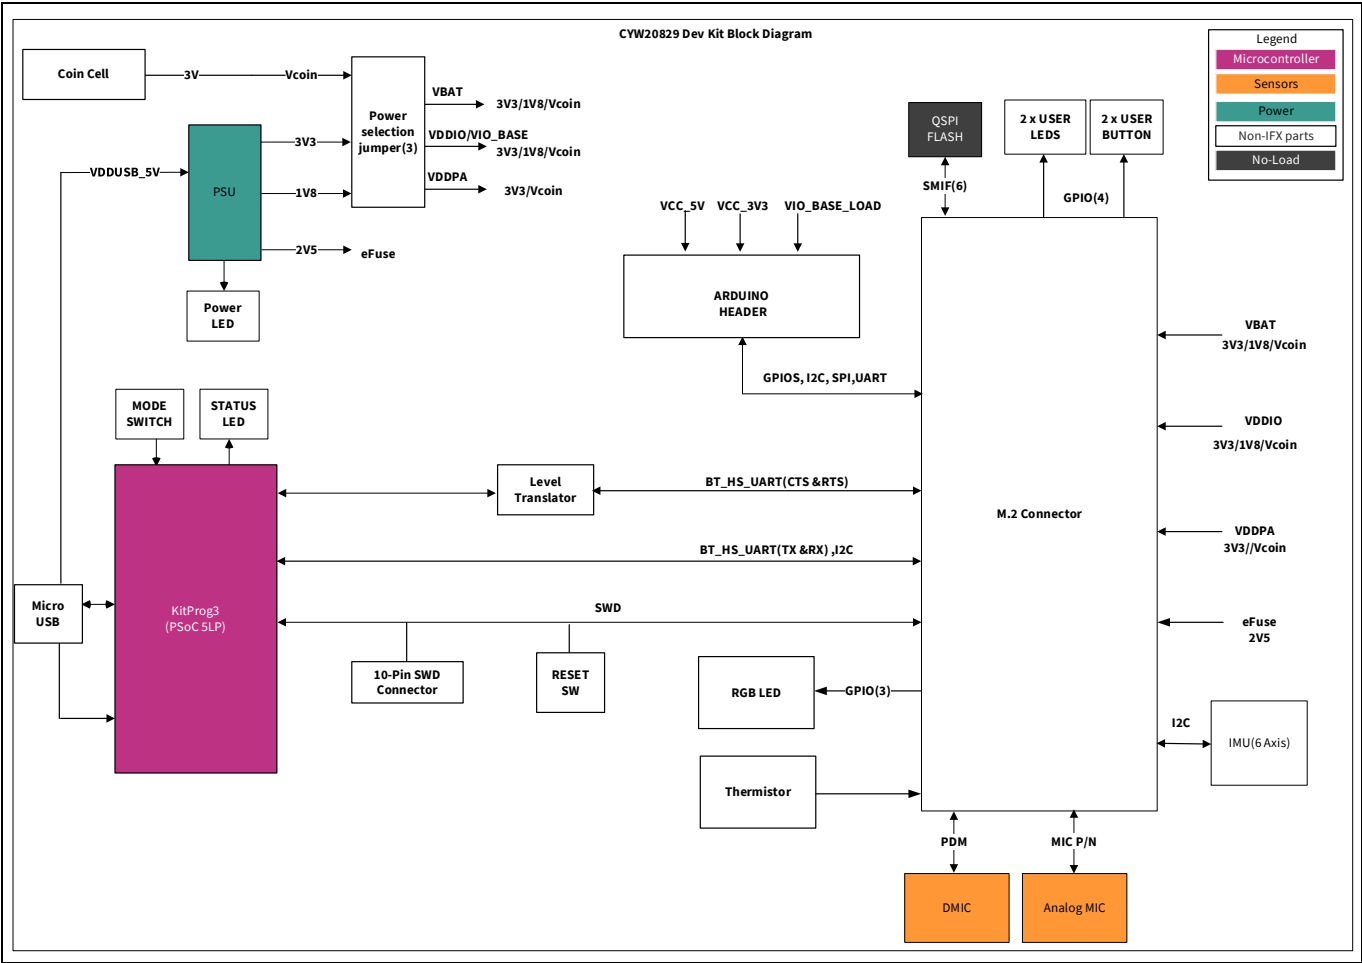 CYW20829 Dev Kit Block Diagram
Legend
Microcontroller
Sensors
Power
Non-IFX parts
No-Load
Coin Cell
3V
Vcoin
Power
selection
jumper(3)
VBAT
3V3/1V8/Vcoin
VDDIO/VIO_BASE
3V3/1V8/Vcoin
VDDPA
3V3/Vcoin
VDDUSB_5V
PSU
3V3
1V8
2V5
eFuse
Power
LED
QSPI
FLASH
2 x USER
LEDS
2 x USER
BUTTON
SMIF(6)
GPIO(4)
VCC_5V
VCC_3V3
VIO_BASE_LOAD
ARDUINO
HEADER
GPIOS, I2C, SPI,UART
VBAT
3V3/1V8/Vcoin
VDDIO
3V3/1V8/Vcoin
VDDPA
3V3//Vcoin
eFuse
2V5
MODE
SWITCH
STATUS
LED
Level
Translator
BT_HS_UART(CTS &RTS)
M.2 Connector
BT_HS_UART(TX &RX) ,I2C
Micro
USB
KitProg3
(PSoC 5LP)
SWD
10-Pin SWD
Connector
RESET
SW
RGB LED
GPIO(3)
I2C
IMU(6 Axis)
Thermistor
PDM
MIC P/N
DMIC
Analog MIC